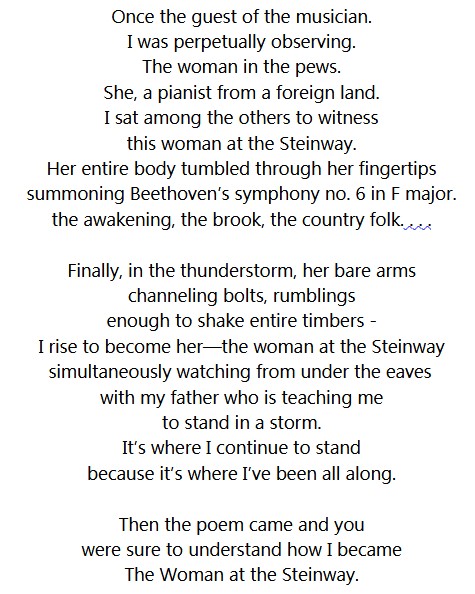 Once the guest of the musician.
I was perpetually observing.
The woman in the pews.
She, a pianist from a foreign land.
I sat among the others to witness
this woman at the Steinway.
Her entire body tumbled through her fingertips
summoning Beethoven’s symphony no. 6 in F major.
the awakening, the brook, the country folk. . . .
Finally, in the thunderstorm, her bare arms
channeling bolts, rumblings
enough to shake entire timbers -
I rise to become her—the woman at the Steinway
simultaneously watching from under the eaves
with my father who is teaching me
to stand in a storm.
It’s where I continue to stand
because it’s where I’ve been all along.
Then the poem came and you
were sure to understand how I became
The Woman at the Steinway.